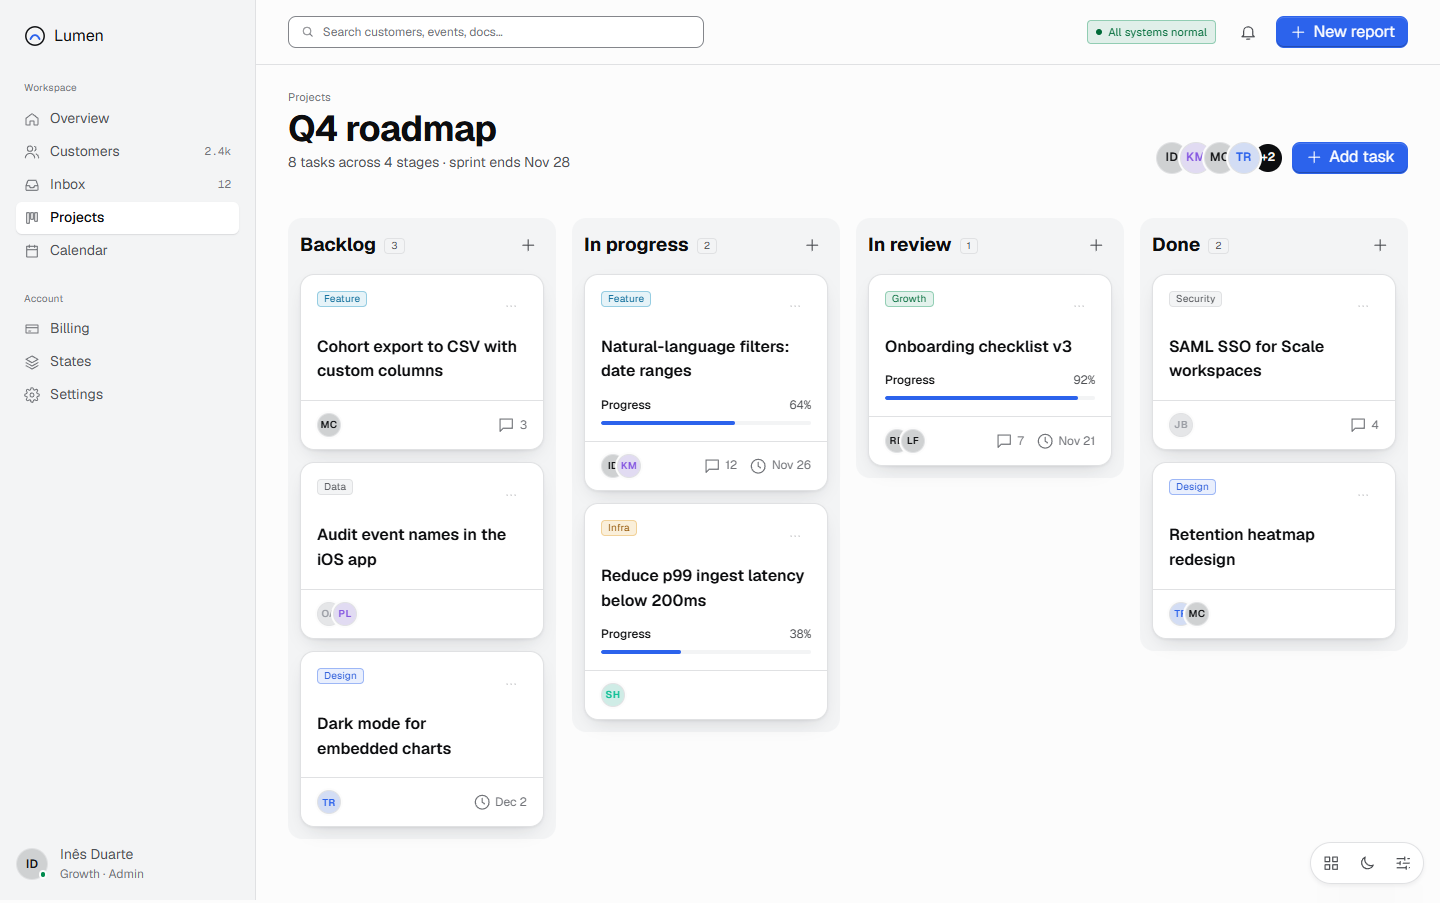 Lumen
Workspace
Overview
Customers 2.4k
Inbox 12
Projects
Calendar
Account
Billing
States
Settings
ID
Inês Duarte
Growth · Admin
Search customers, events, docs...
All systems normal
New report
Projects
Q4 roadmap
8 tasks across 4 stages · sprint ends Nov 28
ID KM MC TR +2
Add task
Backlog 3
Feature
Cohort export to CSV with
custom columns
MC 3
Data
Audit event names in the
iOS app
PL
Design
Dark mode for
embedded charts
TR Dec 2
In progress 2
Feature
Natural-language filters:
date ranges
Progress 64%
ID KM 12 Nov 26
Infra
Reduce p99 ingest latency
below 200ms
Progress 38%
SH
In review 1
Growth
Onboarding checklist v3
Progress 92%
LF 7 Nov 21
Done 2
Security
SAML SSO for Scale
workspaces
JB 4
Design
Retention heatmap
redesign
TR MC